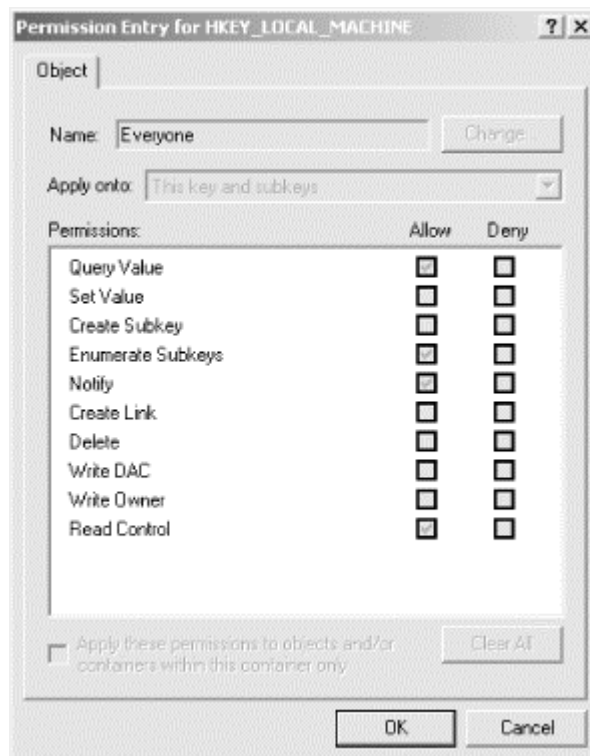 Permission Entry for HKEY_LOCAL_MACHINE
Object
Name: Everyone Change...
Apply onto: This key and subkeys
Permissions: Allow Deny
Query Value
Set Value
Create Subkey
Enumerate Subkeys
Notify
Create Link
Delete
Write DAC
Write Owner
Read Control
Apply these permissions to objects and/or
containers within this container only
Clear All
OK Cancel